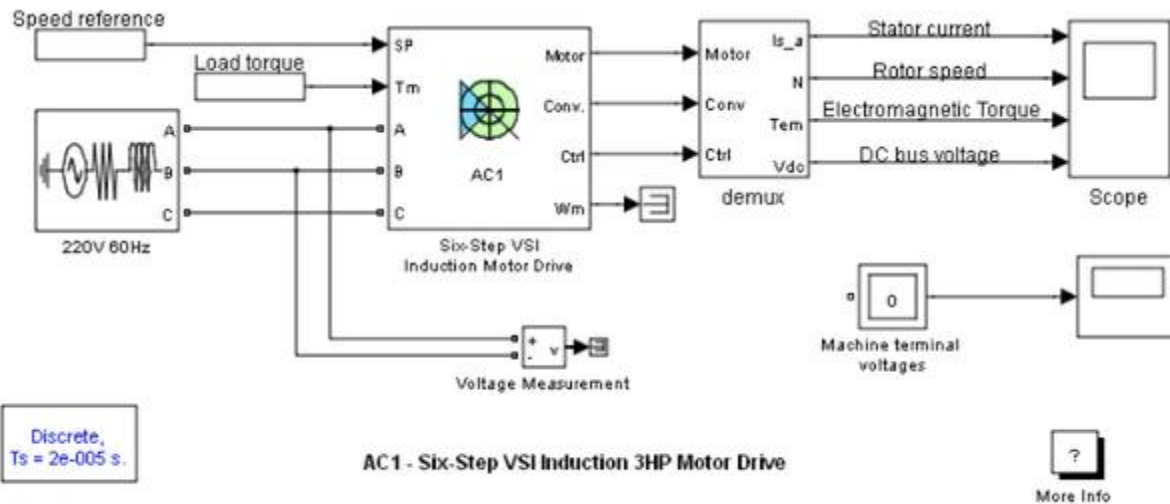 Speed reference
SP
Load torque
Tm
A
B
C
220V 60Hz
A
B
C
AC1
Motor
Conv.
Ctrl
Wm
Six-Step VSI
Induction Motor Drive
Motor
Conv
Ctrl
Is_a
N
Tem
Vdc
demux
Stator current
Rotor speed
Electromagnetic Torque
DC bus voltage
Scope
0
Machine terminal
voltages
+
-
v
Voltage Measurement
Discrete,
Ts = 2e-005 s.
AC1 - Six-Step VSI Induction 3HP Motor Drive
?
More Info